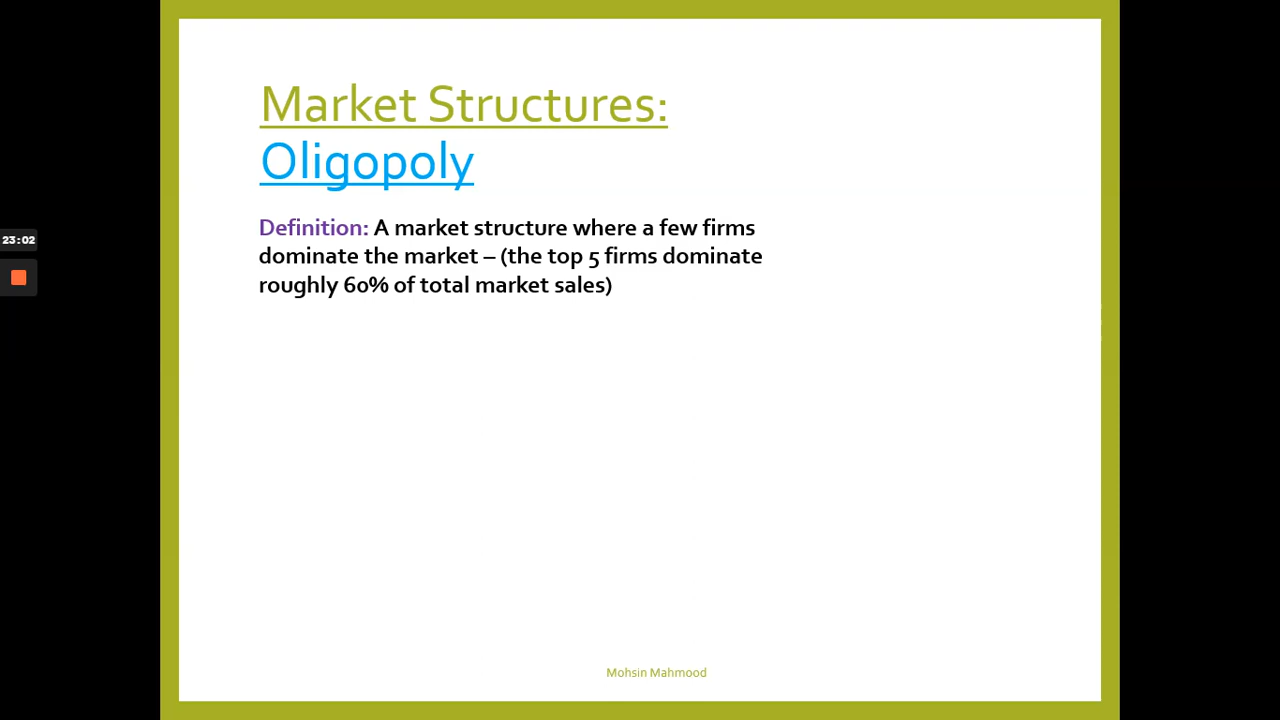 Market Structures:
Oligopoly
Definition: A market structure where a few firms
dominate the market – (the top 5 firms dominate
roughly 60% of total market sales)
23:02
Mohsin Mahmood